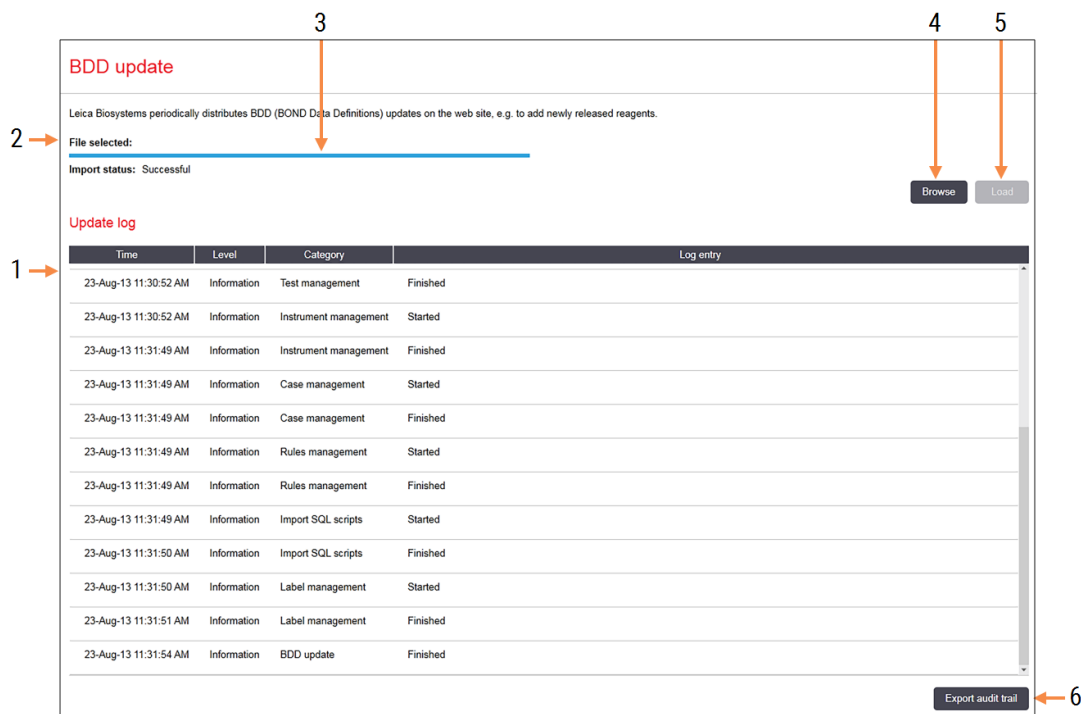 3 4 5
BDD update
Leica Biosystems periodically distributes BDD (BOND Data Definitions) updates on the web site, e.g. to add newly released reagents.
2 File selected:
Import status: Successful
Browse Load
Update log
Time Level Category Log entry
1
23-Aug-13 11:30:52 AM Information Test management Finished
23-Aug-13 11:30:52 AM Information Instrument management Started
23-Aug-13 11:31:49 AM Information Instrument management Finished
23-Aug-13 11:31:49 AM Information Case management Started
23-Aug-13 11:31:49 AM Information Case management Finished
23-Aug-13 11:31:49 AM Information Rules management Started
23-Aug-13 11:31:49 AM Information Rules management Finished
23-Aug-13 11:31:49 AM Information Import SQL scripts Started
23-Aug-13 11:31:50 AM Information Import SQL scripts Finished
23-Aug-13 11:31:50 AM Information Label management Started
23-Aug-13 11:31:51 AM Information Label management Finished
23-Aug-13 11:31:54 AM Information BDD update Finished
Export audit trail 6